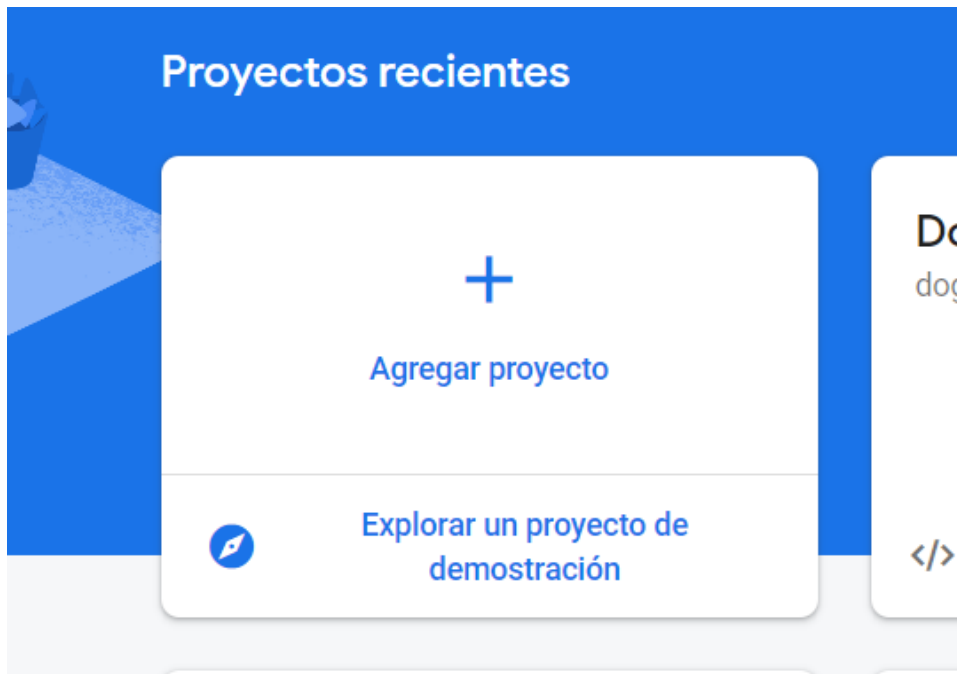 Proyectos recientes
Agregar proyecto
Explorar un proyecto de
demostración
</>